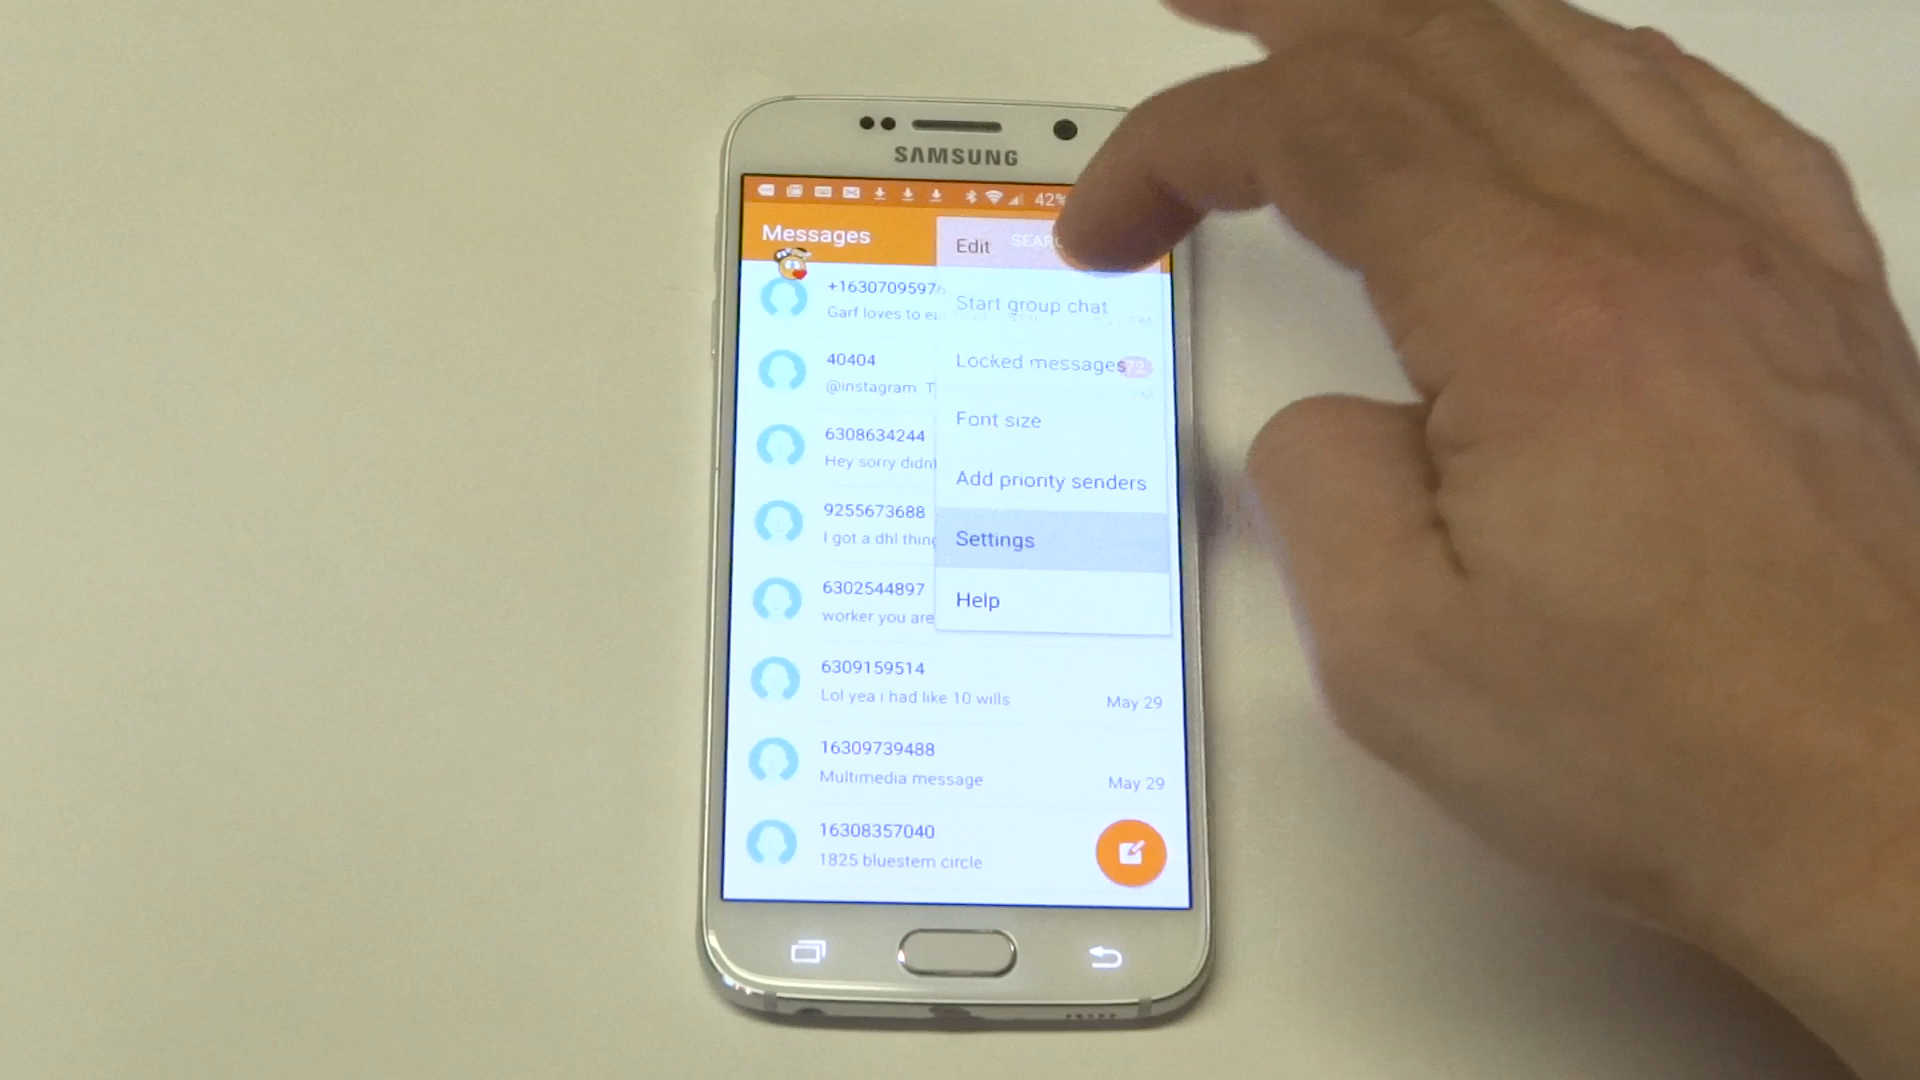 SAMSUNG
42%
Messages
Edit
Start group chat
Locked messages
72
Font size
Add priority senders
Settings
Help
+1630709597
Garf loves to
40404
@instagram T
6308634244
Hey sorry didn
9255673688
I got a dhl thing
6302544897
worker you are
6309159514
Lol yea i had like 10 wills
May 29
16309739488
Multimedia message
May 29
16308357040
1825 bluestem circle